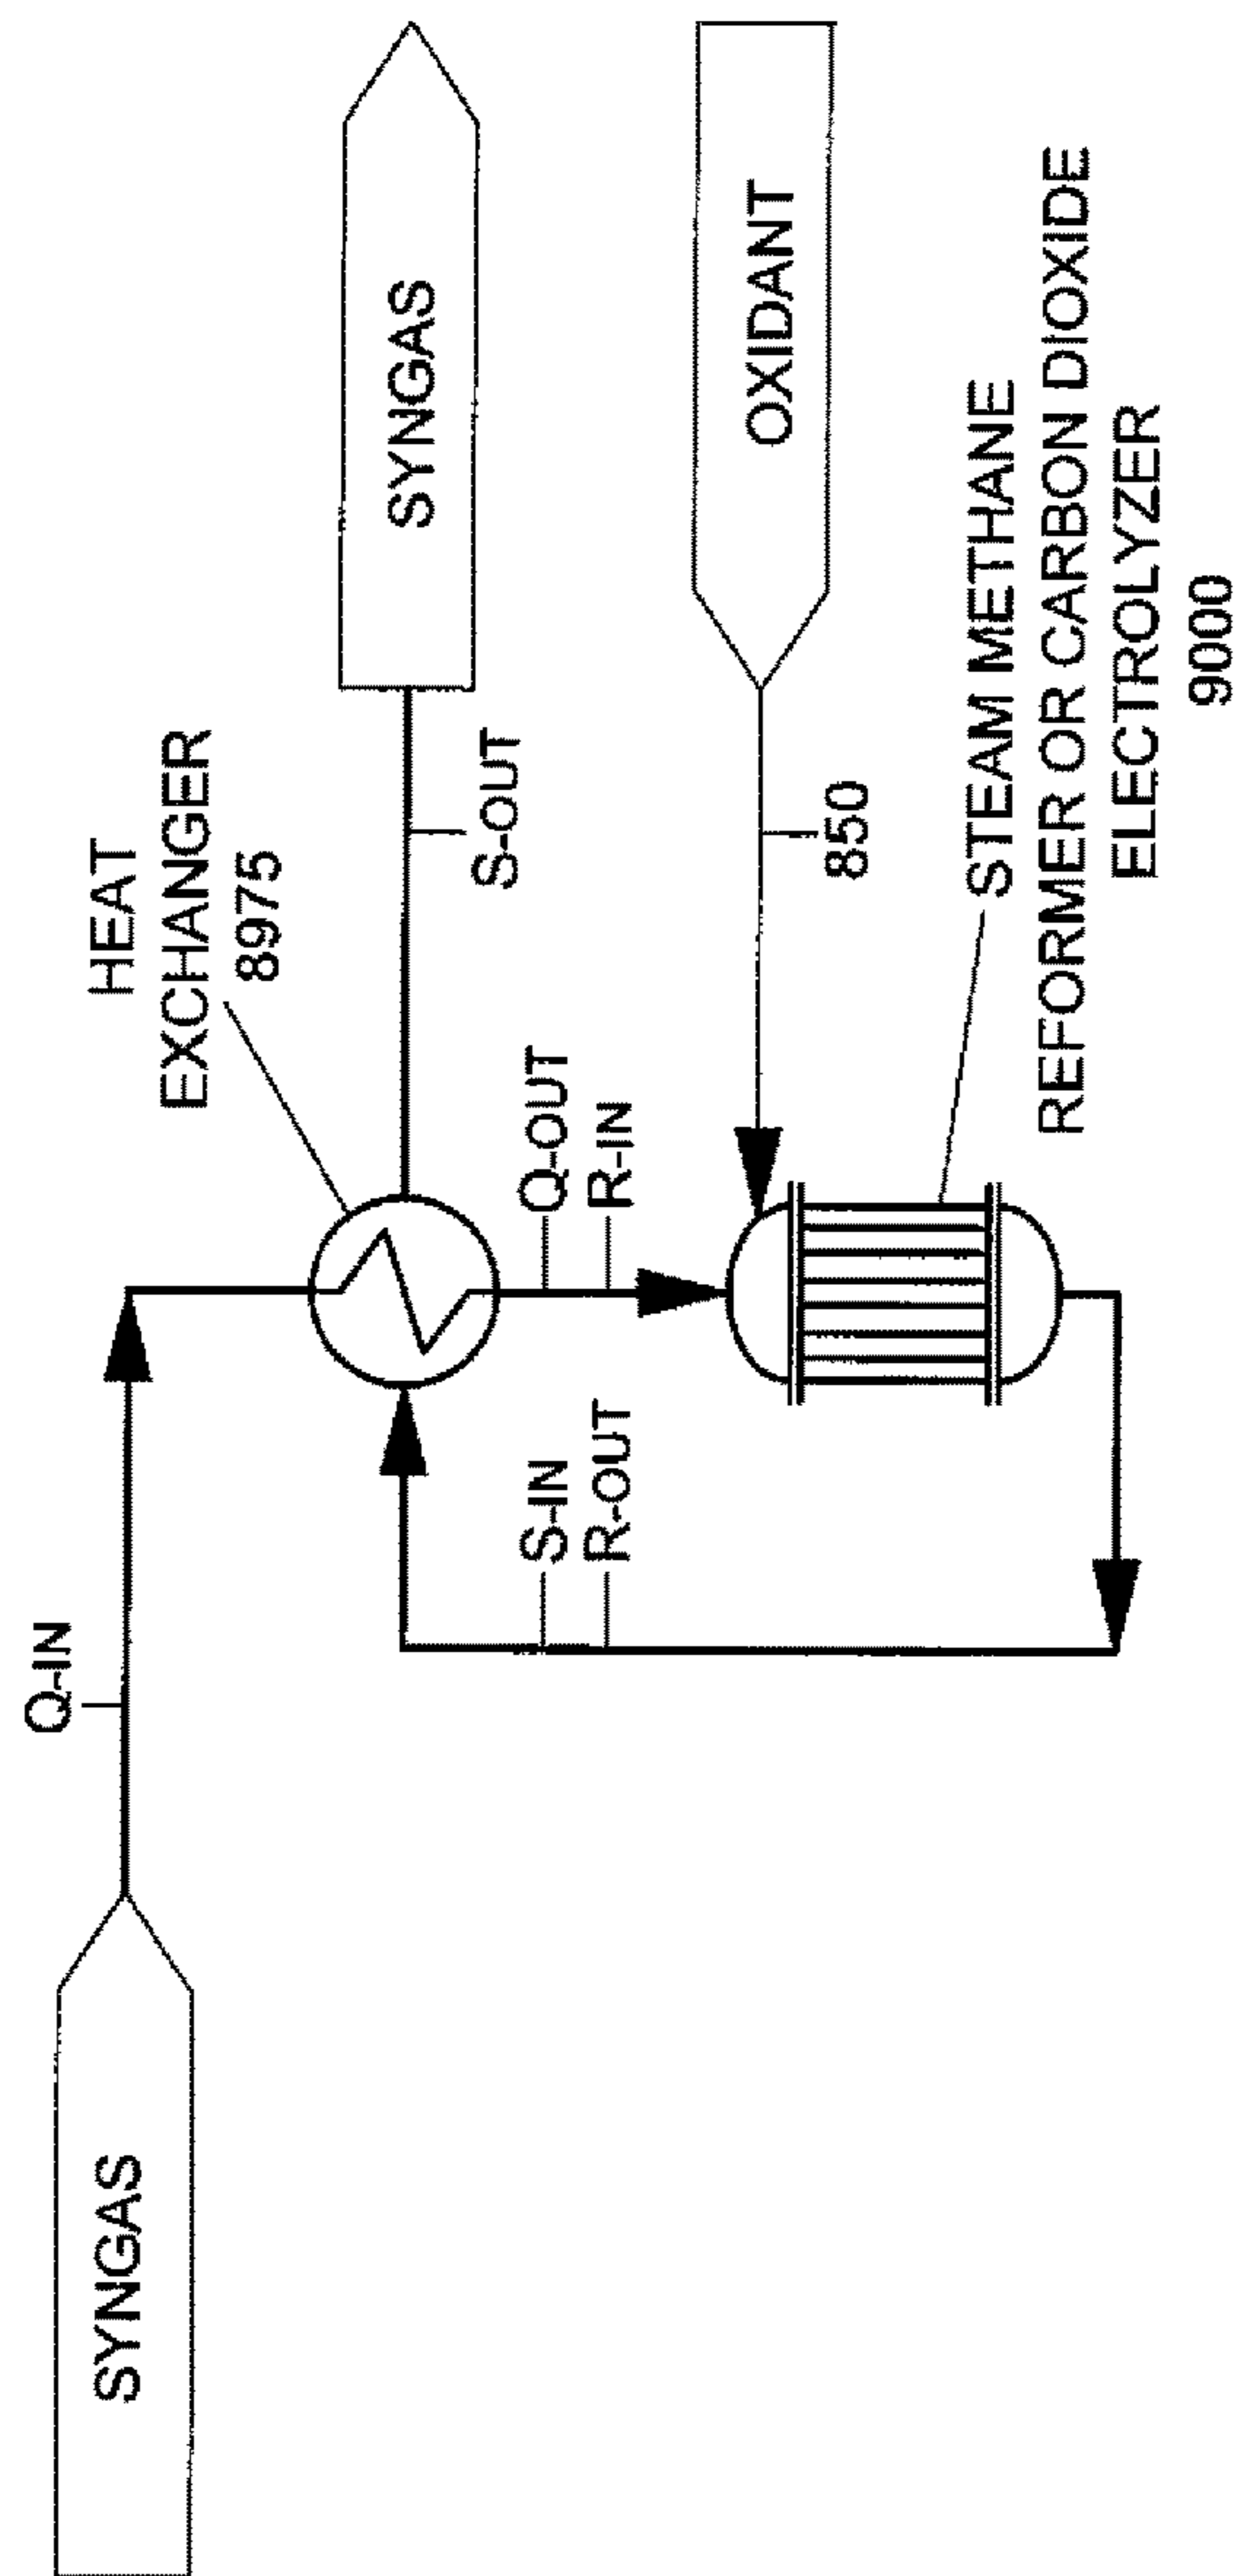 SYNGAS
Q-IN
HEAT
EXCHANGER
8975
SYNGAS
S-OUT
Q-OUT
R-IN
S-IN
R-OUT
OXIDANT
850
STEAM METHANE
REFORMER OR CARBON DIOXIDE
ELECTROLYZER
9000